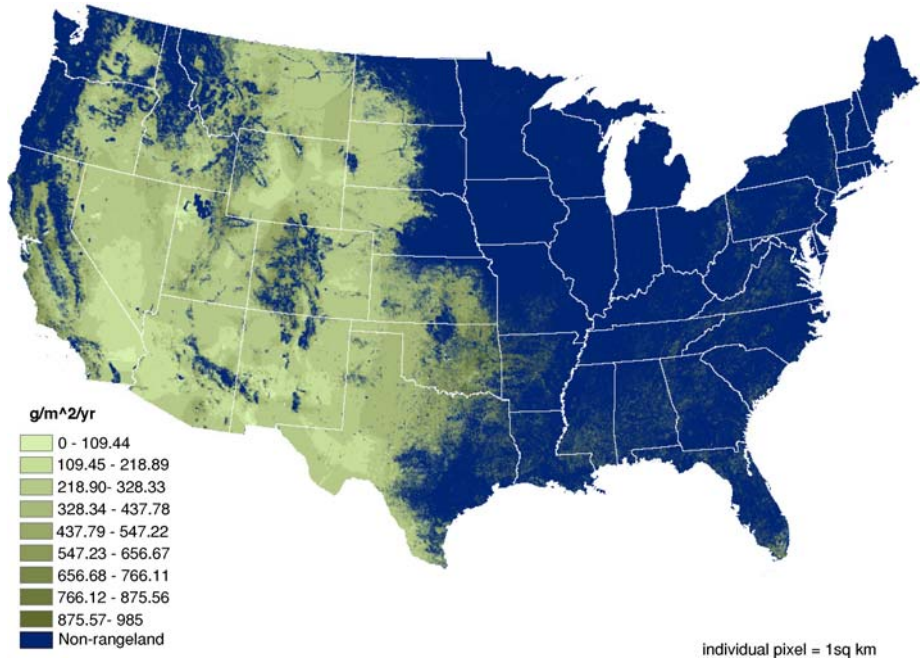 g/m^2/yr
0 - 109.44
109.45 - 218.89
218.90- 328.33
328.34 - 437.78
437.79 - 547.22
547.23 - 656.67
656.68 - 766.11
766.12 - 875.56
875.57- 985
Non-rangeland
individual pixel = 1sq km